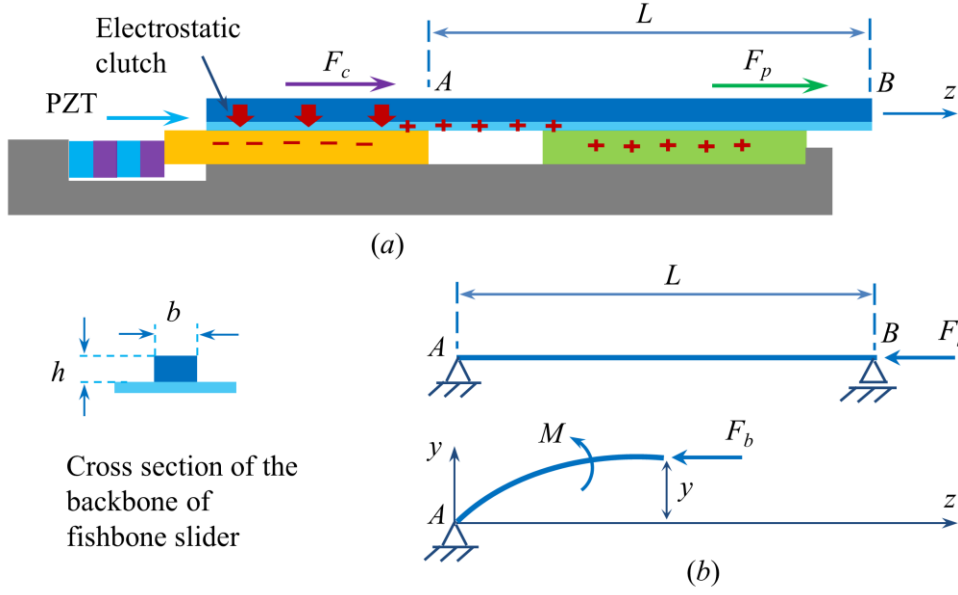 Electrostatic
clutch
F_c
A
L
F_p
B
z
PZT
+ + + + +
− − − − −
+ + + + +
(a)
b
h
Cross section of the
backbone of
fishbone slider
L
A
B
y
M
F_b
y
A
z
(b)